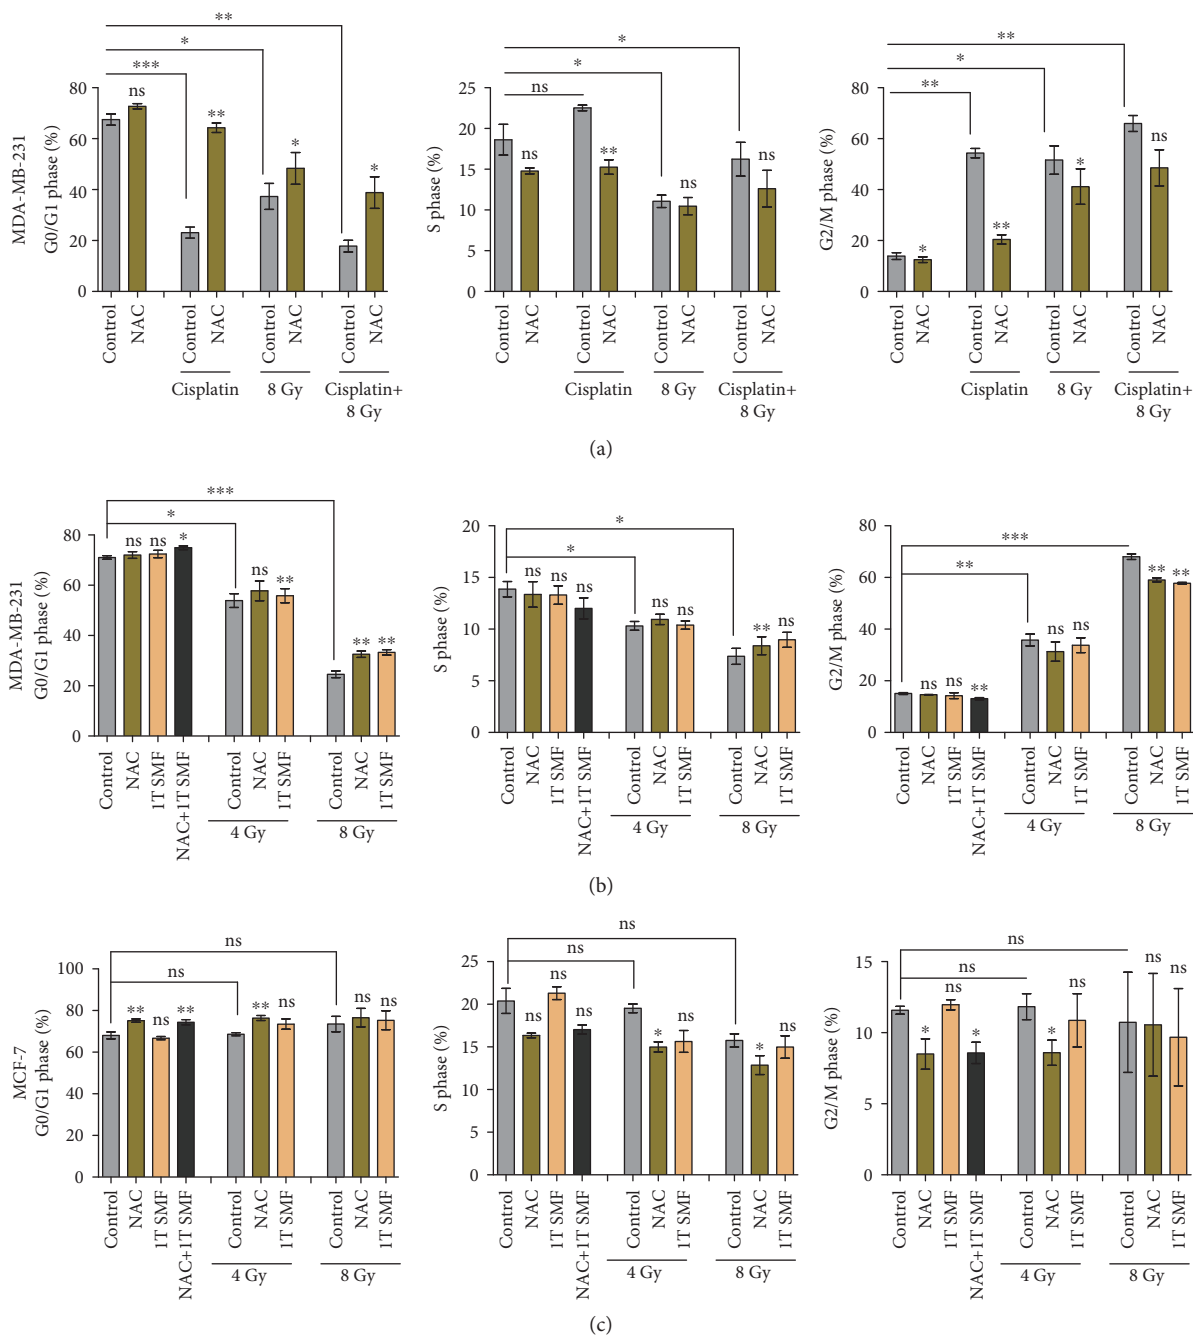 MDA-MB-231
G0/G1 phase (%)
80
60
40
20
0
***
*
**
ns
**
*
*
Control
NAC
Control
NAC
Control
NAC
Control
NAC
Cisplatin
8 Gy
Cisplatin+
8 Gy
S phase (%)
25
20
15
10
5
0
ns
*
*
ns
**
ns
ns
Control
NAC
Control
NAC
Control
NAC
Control
NAC
Cisplatin
8 Gy
Cisplatin+
8 Gy
G2/M phase (%)
80
60
40
20
0
**
*
**
*
**
*
ns
Control
NAC
Control
NAC
Control
NAC
Control
NAC
Cisplatin
8 Gy
Cisplatin+
8 Gy
(a)
MDA-MB-231
G0/G1 phase (%)
80
60
40
20
0
***
*
ns ns *
ns **
** **
Control
NAC
1T SMF
NAC+1T SMF
Control
NAC
1T SMF
Control
NAC
1T SMF
4 Gy
8 Gy
S phase (%)
20
15
10
5
0
*
*
ns ns ns
ns ns
** ns
Control
NAC
1T SMF
NAC+1T SMF
Control
NAC
1T SMF
Control
NAC
1T SMF
4 Gy
8 Gy
G2/M phase (%)
80
60
40
20
0
***
**
ns ns **
ns ns
** **
Control
NAC
1T SMF
NAC+1T SMF
Control
NAC
1T SMF
Control
NAC
1T SMF
4 Gy
8 Gy
(b)
MCF-7
G0/G1 phase (%)
100
80
60
40
20
0
ns
ns
** ns **
** ns
ns ns
Control
NAC
1T SMF
NAC+1T SMF
Control
NAC
1T SMF
Control
NAC
1T SMF
4 Gy
8 Gy
S phase (%)
25
20
15
10
5
0
ns
ns
ns ns ns
* ns
* ns
Control
NAC
1T SMF
NAC+1T SMF
Control
NAC
1T SMF
Control
NAC
1T SMF
4 Gy
8 Gy
G2/M phase (%)
15
10
5
0
ns
ns
* ns *
* ns
ns ns
Control
NAC
1T SMF
NAC+1T SMF
Control
NAC
1T SMF
Control
NAC
1T SMF
4 Gy
8 Gy
(c)